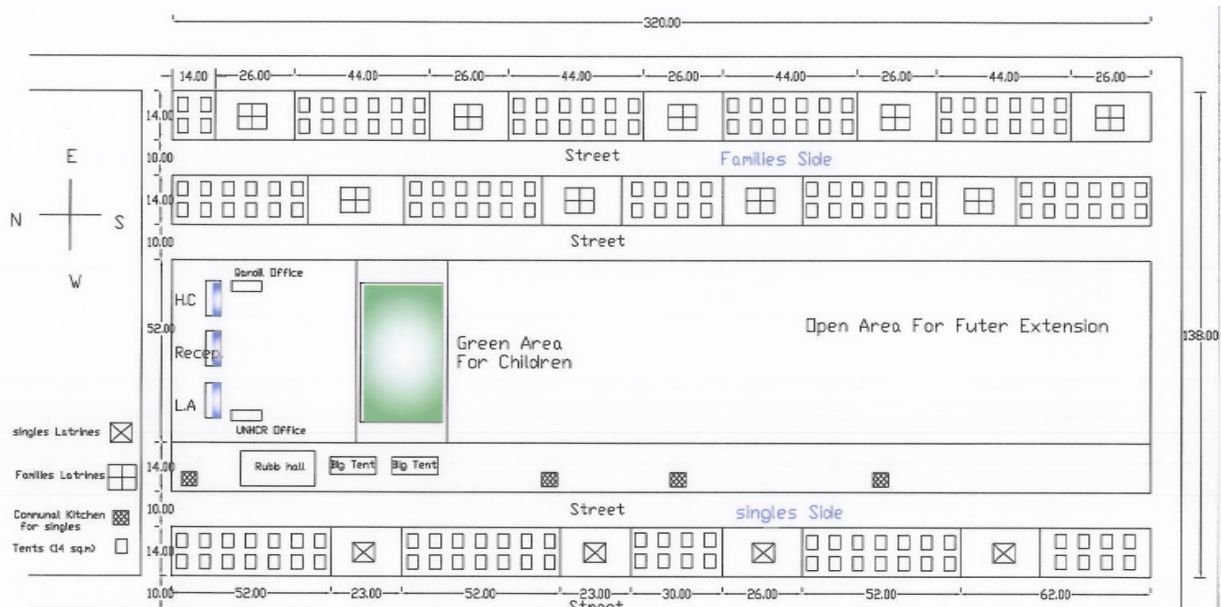 320.00
14.00 26.00 44.00 26.00 44.00 26.00 44.00 26.00 44.00 26.00
14.00
10.00
Street
Families Side
E
N S
W
14.00
10.00
Street
Qandil Office
H.C
Recep.
L.A
UNHCR Office
52.00
Green Area
For Children
Open Area For Futer Extension
138.00
singles Latrines
Families Latrines
Communal Kitchen
for singles
Tents (14 sq.m)
14.00
Rubb hall
Big Tent
Big Tent
10.00
Street
singles Side
14.00
10.00
52.00 23.00 52.00 23.00 30.00 26.00 52.00 62.00
Street